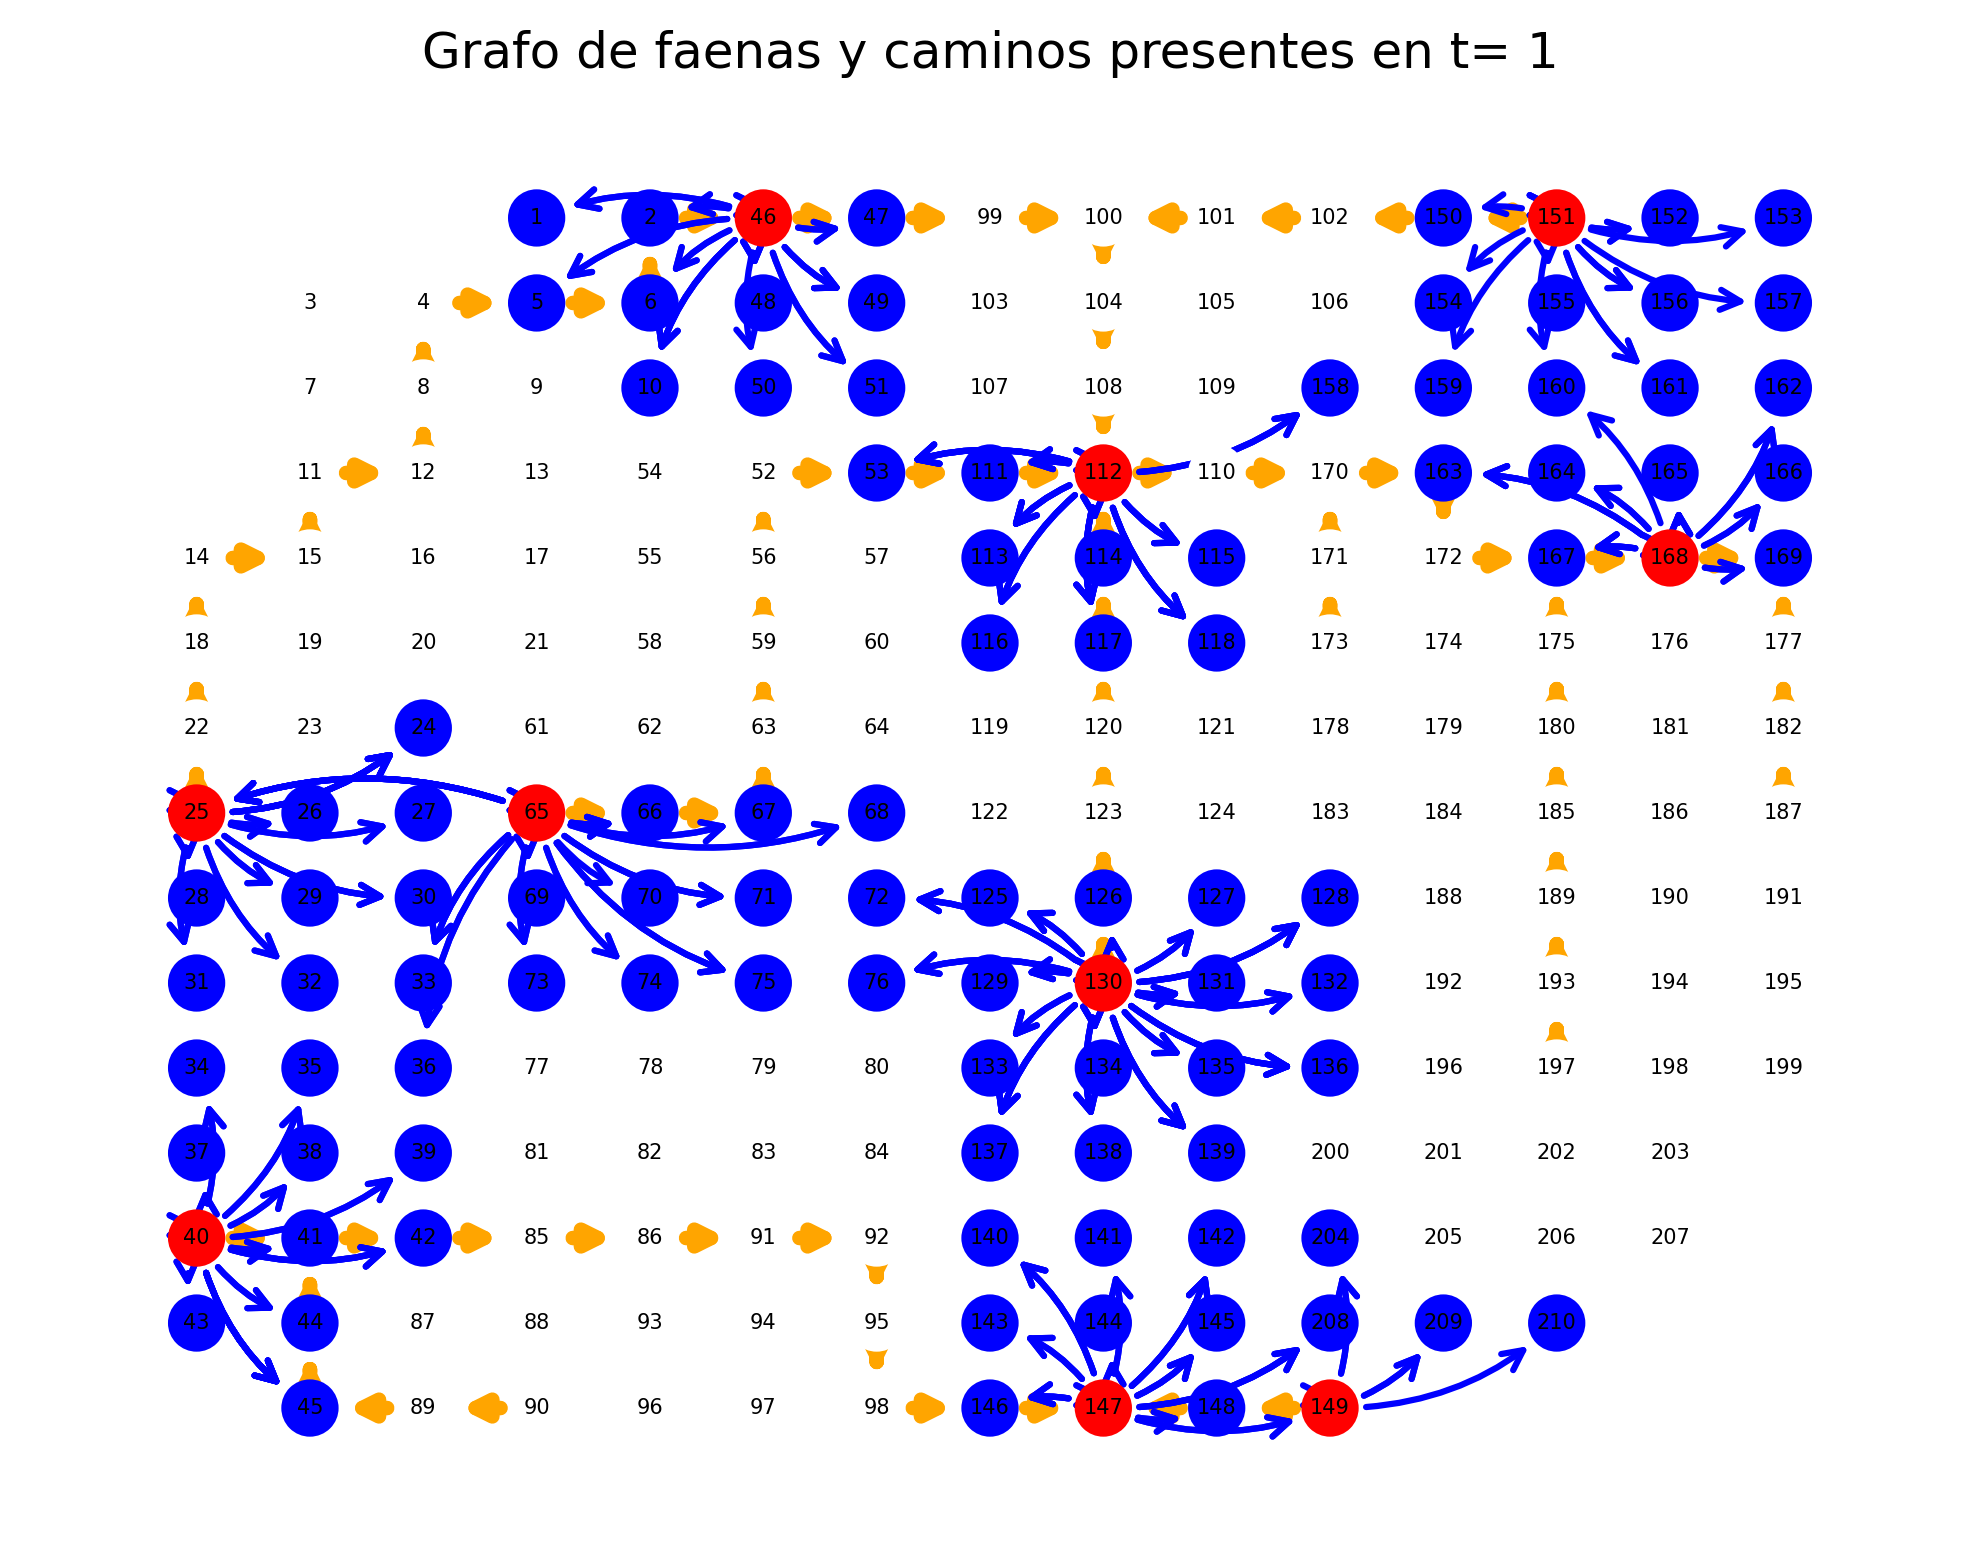 Grafo de faenas y caminos presentes en t= 1
1 2 46 47 99 100 101 102 150 151 152 153
3 4 5 6 48 49 103 104 105 106 154 155 156 157
7 8 9 10 50 51 107 108 109 158 159 160 161 162
11 12 13 54 52 53 111 112 110 170 163 164 165 166
14 15 16 17 55 56 57 113 114 115 171 172 167 168 169
18 19 20 21 58 59 60 116 117 118 173 174 175 176 177
22 23 24 61 62 63 64 119 120 121 178 179 180 181 182
25 26 27 65 66 67 68 122 123 124 183 184 185 186 187
28 29 30 69 70 71 72 125 126 127 128 188 189 190 191
31 32 33 73 74 75 76 129 130 131 132 192 193 194 195
34 35 36 77 78 79 80 133 134 135 136 196 197 198 199
37 38 39 81 82 83 84 137 138 139 200 201 202 203
40 41 42 85 86 91 92 140 141 142 204 205 206 207
43 44 87 88 93 94 95 143 144 145 208 209 210
45 89 90 96 97 98 146 147 148 149